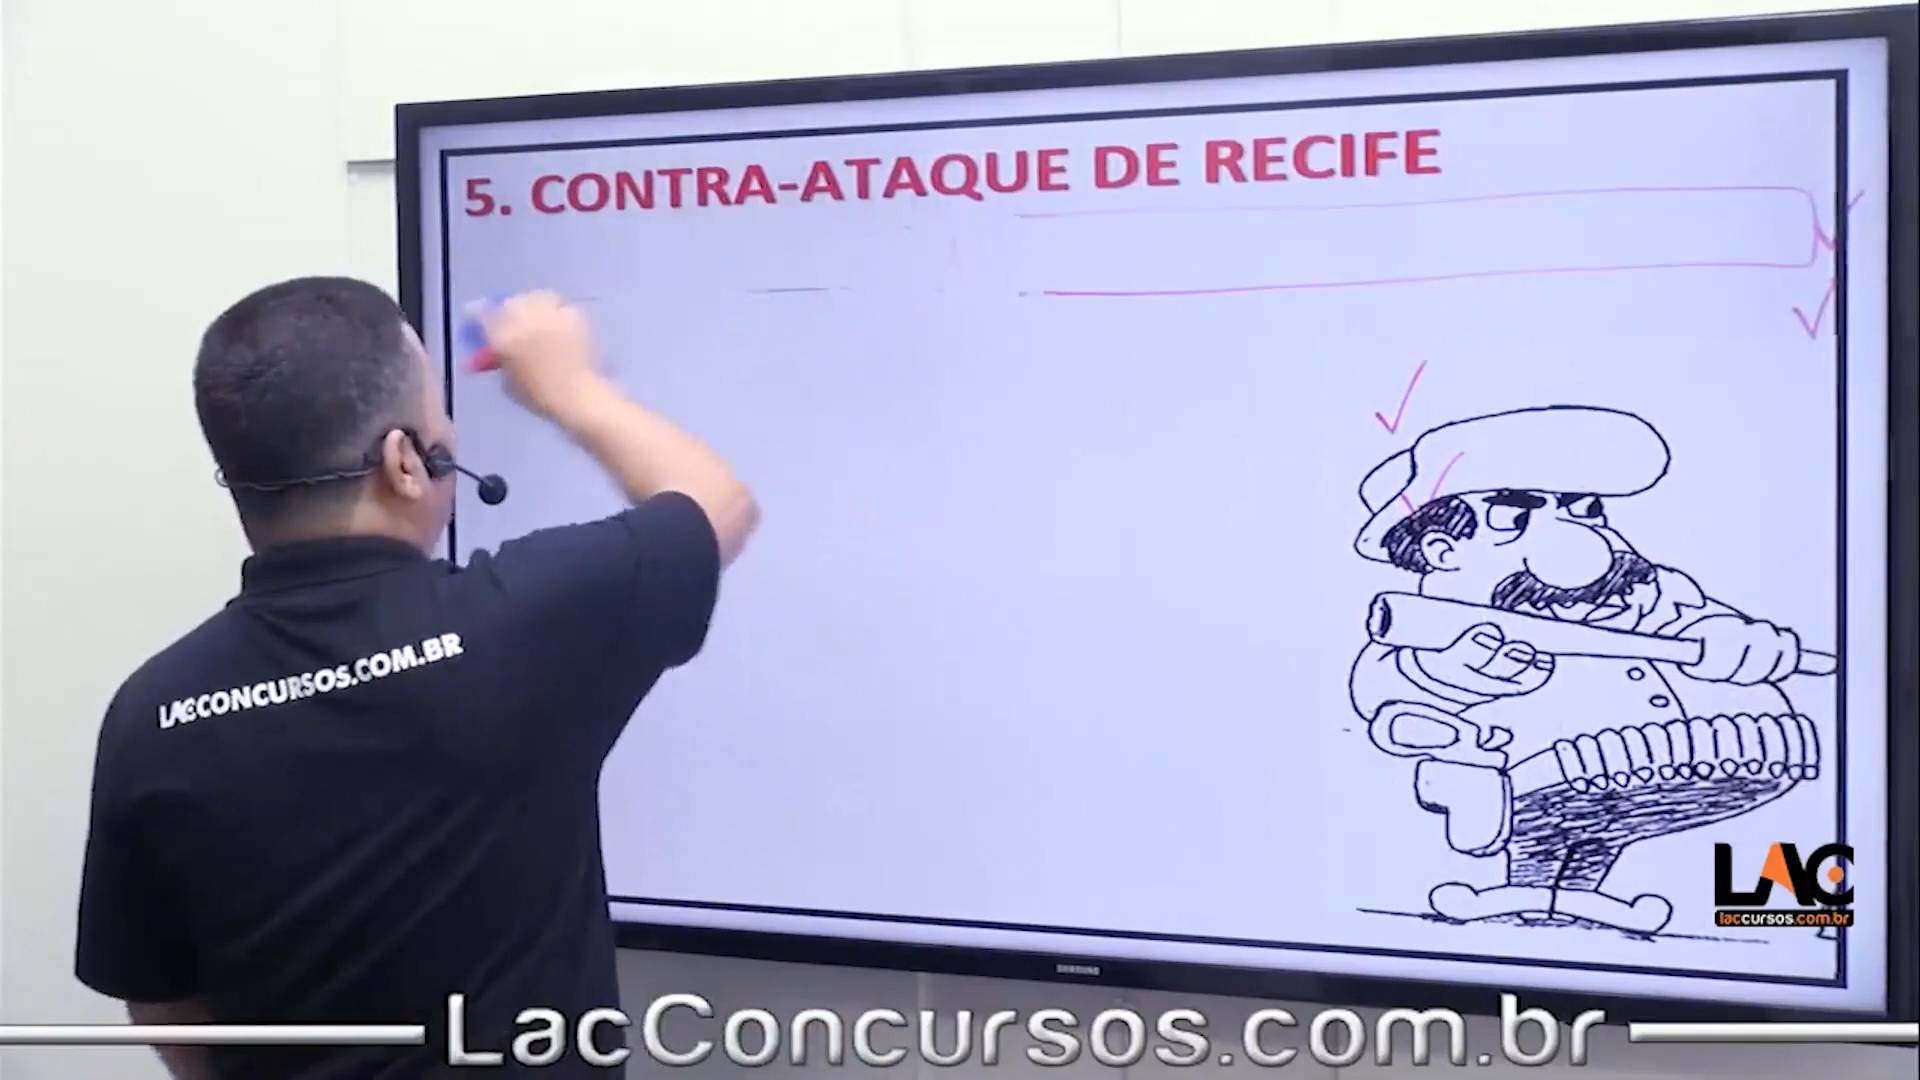 5. CONTRA-ATAQUE DE RECIFE
LACCONCURSOS.COM.BR
LAC
laccursos.com.br
SAMSUNG
LacConcursos.com.br